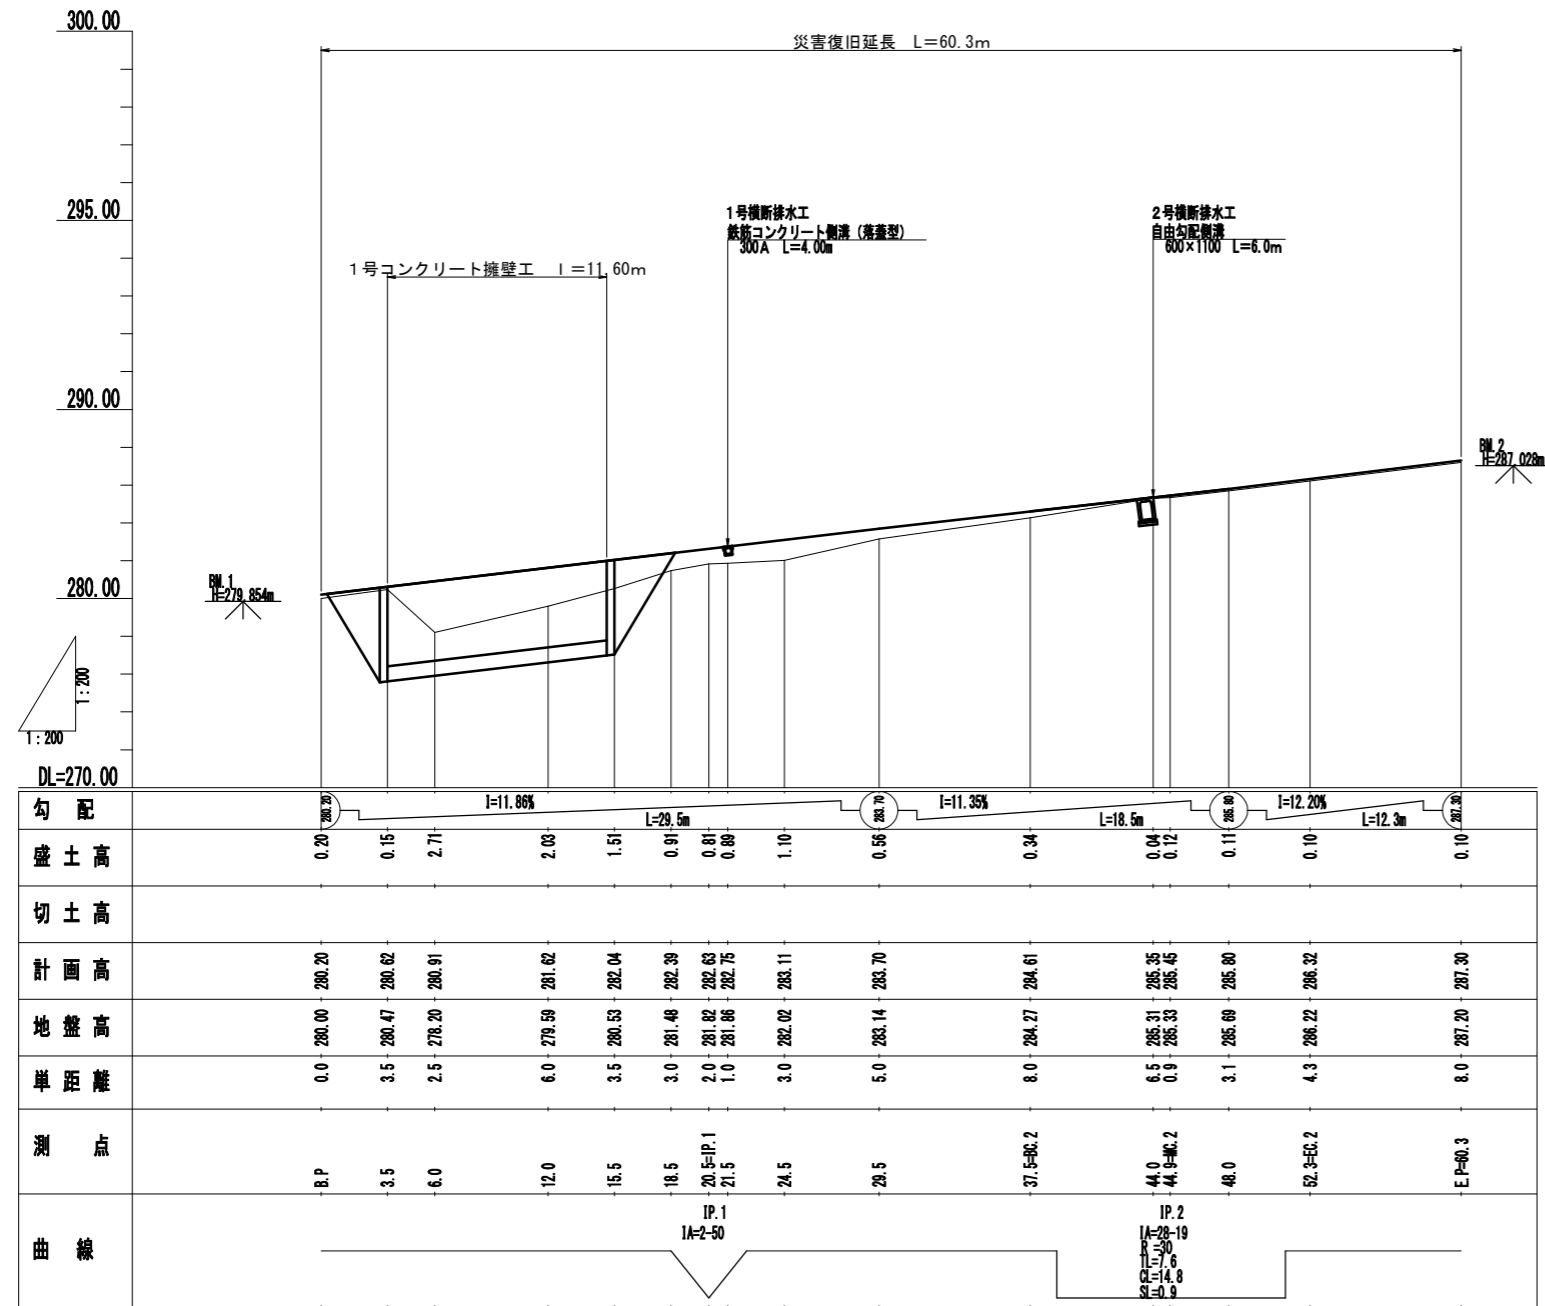 300.00
災害復旧延長 L=60.3m
295.00
1号横断排水工
鉄筋コンクリート側溝（落蓋型）
300A L=4.00m
2号横断排水工
自由勾配側溝
600×1100 L=6.0m
1号コンクリート擁壁工 l=11.60m
290.00
BM.2
H=287.028m
BM.1
H=279.854m
280.00
1:200
1:200
DL=270.00
勾配 280.20 I=11.86% L=29.5m 283.70 I=11.35% L=18.5m 285.80 I=12.20% L=12.3m 287.30
盛土高 0.20 0.15 2.71 2.03 1.51 0.91 0.81 0.89 1.10 0.56 0.34 0.04 0.12 0.11 0.10 0.10
切土高
計画高 280.20 280.62 280.91 281.62 282.04 282.39 282.63 282.75 283.11 283.70 284.61 285.35 285.45 285.80 286.32 287.30
地盤高 280.00 280.47 278.20 279.59 280.53 281.48 281.82 281.86 282.02 283.14 284.27 285.31 285.33 285.69 286.22 287.20
単距離 0.0 3.5 2.5 6.0 3.5 3.0 2.0 1.0 3.0 5.0 8.0 6.5 0.9 3.1 4.3 8.0
測点 B.P 3.5 6.0 12.0 15.5 18.5 20.5=IP.1 21.5 24.5 29.5 37.5=BC.2 44.0 44.9=MC.2 48.0 52.3=EC.2 E.P=60.3
曲線
IP.1
IA=2-50
IP.2
IA=28-19
R =30
TL=7.6
CL=14.8
SL=0.9